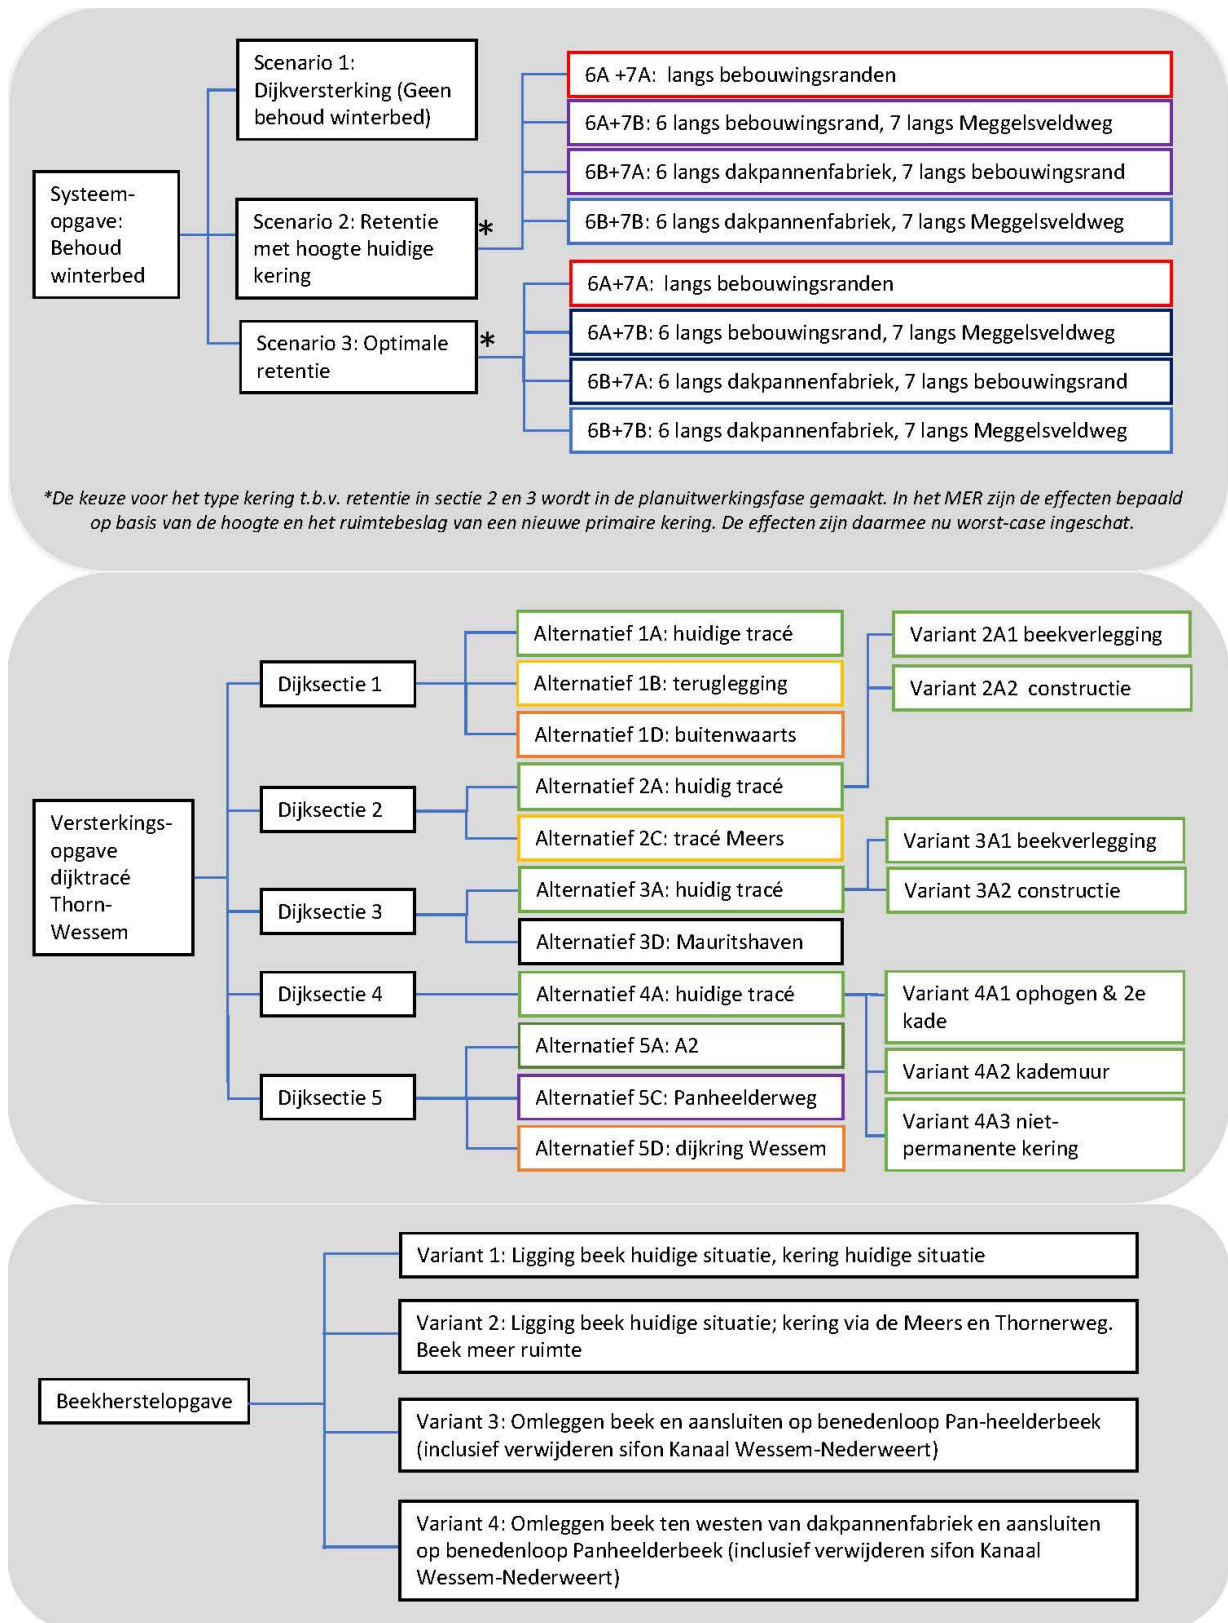 Systeem-
opgave:
Behoud
winterbed
Scenario 1:
Dijkversterking (Geen
behoud winterbed)
Scenario 2: Retentie
met hoogte huidige
kering
*
6A +7A: langs bebouwingsranden
6A+7B: 6 langs bebouwingsrand, 7 langs Meggelsveldweg
6B+7A: 6 langs dakpannenfabriek, 7 langs bebouwingsrand
6B+7B: 6 langs dakpannenfabriek, 7 langs Meggelsveldweg
Scenario 3: Optimale
retentie
*
6A+7A: langs bebouwingsranden
6A+7B: 6 langs bebouwingsrand, 7 langs Meggelsveldweg
6B+7A: 6 langs dakpannenfabriek, 7 langs bebouwingsrand
6B+7B: 6 langs dakpannenfabriek, 7 langs Meggelsveldweg
*De keuze voor het type kering t.b.v. retentie in sectie 2 en 3 wordt in de planuitwerkingsfase gemaakt. In het MER zijn de effecten bepaald
op basis van de hoogte en het ruimtebeslag van een nieuwe primaire kering. De effecten zijn daarmee nu worst-case ingeschat.
Versterkings-
opgave
dijktracé
Thorn-
Wessem
Dijksectie 1
Alternatief 1A: huidige tracé
Alternatief 1B: teruglegging
Alternatief 1D: buitenwaarts
Dijksectie 2
Alternatief 2A: huidig tracé
Variant 2A1 beekverlegging
Variant 2A2 constructie
Alternatief 2C: tracé Meers
Dijksectie 3
Alternatief 3A: huidig tracé
Variant 3A1 beekverlegging
Variant 3A2 constructie
Alternatief 3D: Mauritshaven
Dijksectie 4
Alternatief 4A: huidige tracé
Variant 4A1 ophogen & 2e
kade
Variant 4A2 kademuur
Variant 4A3 niet-
permanente kering
Dijksectie 5
Alternatief 5A: A2
Alternatief 5C: Panheelderweg
Alternatief 5D: dijkring Wessem
Beekherstelopgave
Variant 1: Ligging beek huidige situatie, kering huidige situatie
Variant 2: Ligging beek huidige situatie; kering via de Meers en Thornerweg.
Beek meer ruimte
Variant 3: Omleggen beek en aansluiten op benedenloop Pan-heelderbeek
(inclusief verwijderen sifon Kanaal Wessem-Nederweert)
Variant 4: Omleggen beek ten westen van dakpannenfabriek en aansluiten
op benedenloop Panheelderbeek (inclusief verwijderen sifon Kanaal
Wessem-Nederweert)